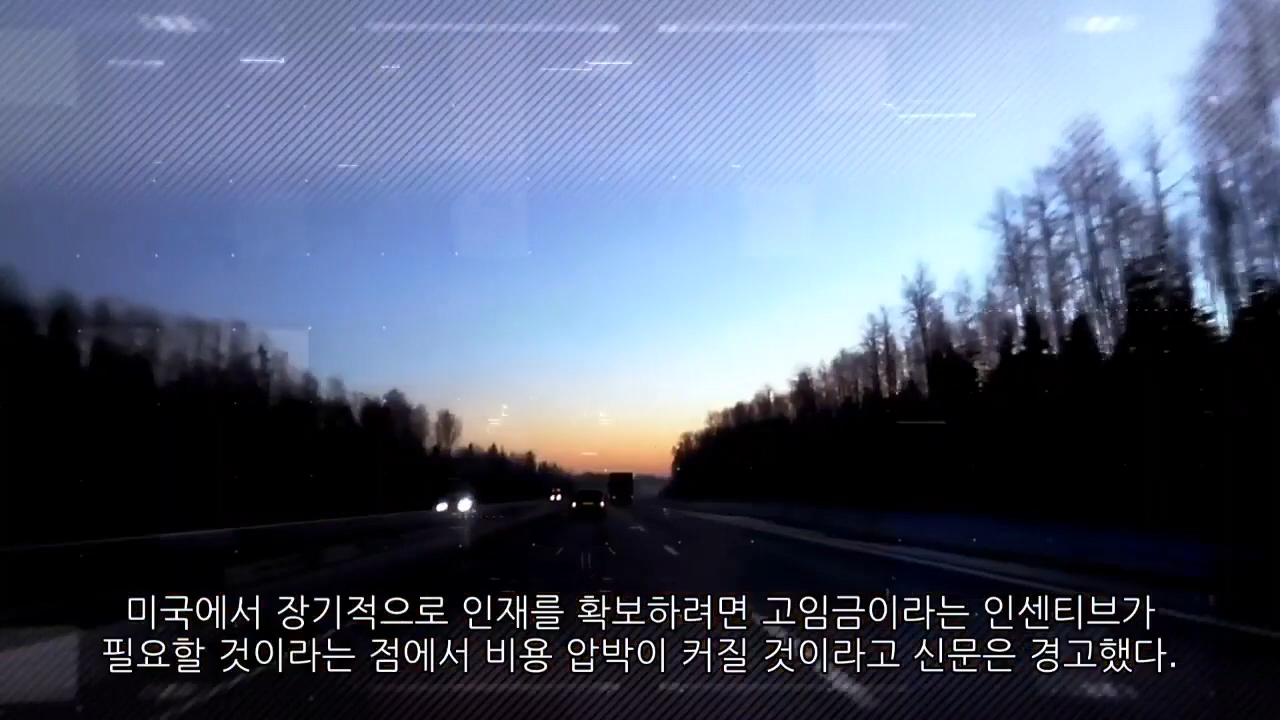 미국에서 장기적으로 인재를 확보하려면 고임금이라는 인센티브가
필요할 것이라는 점에서 비용 압박이 커질 것이라고 신문은 경고했다.